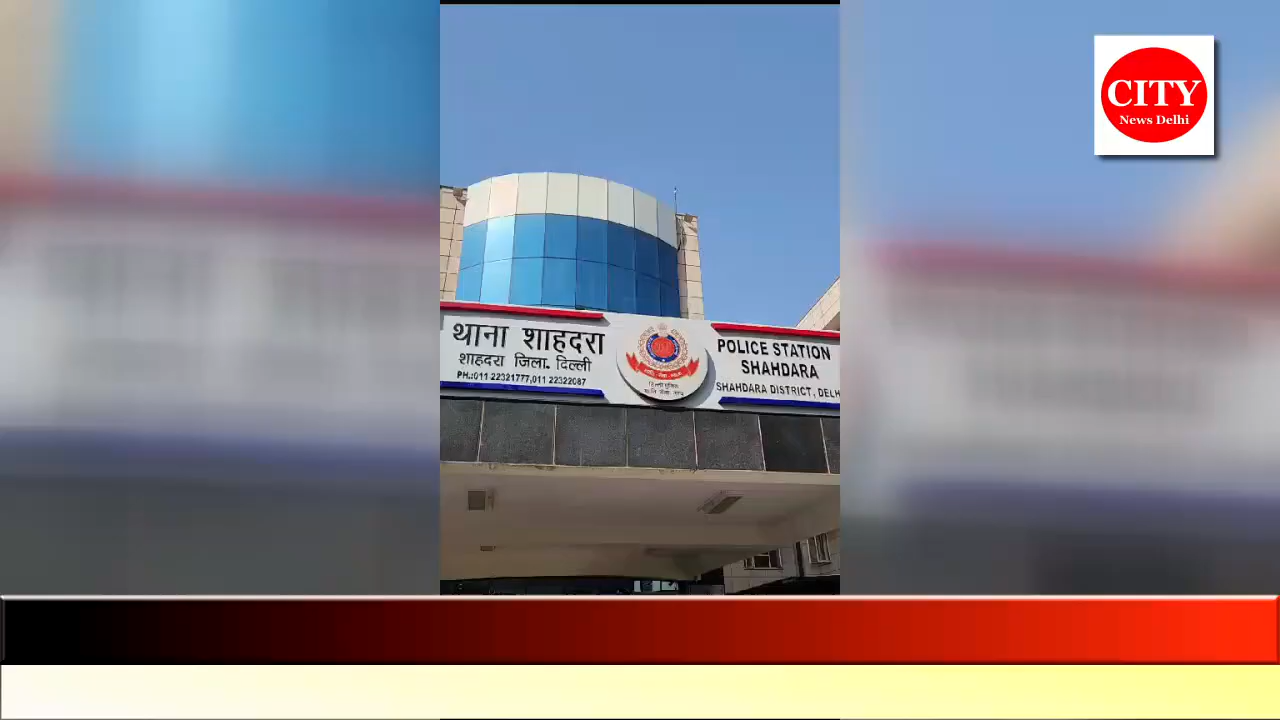 CITY
News Delhi
थाना शाहदरा
शाहदरा जिला. दिल्ली
PH.:011 22321777,011 22322087
दिल्ली पुलिस
POLICE STATION
SHAHDARA
SHAHDARA DISTRICT, DELH